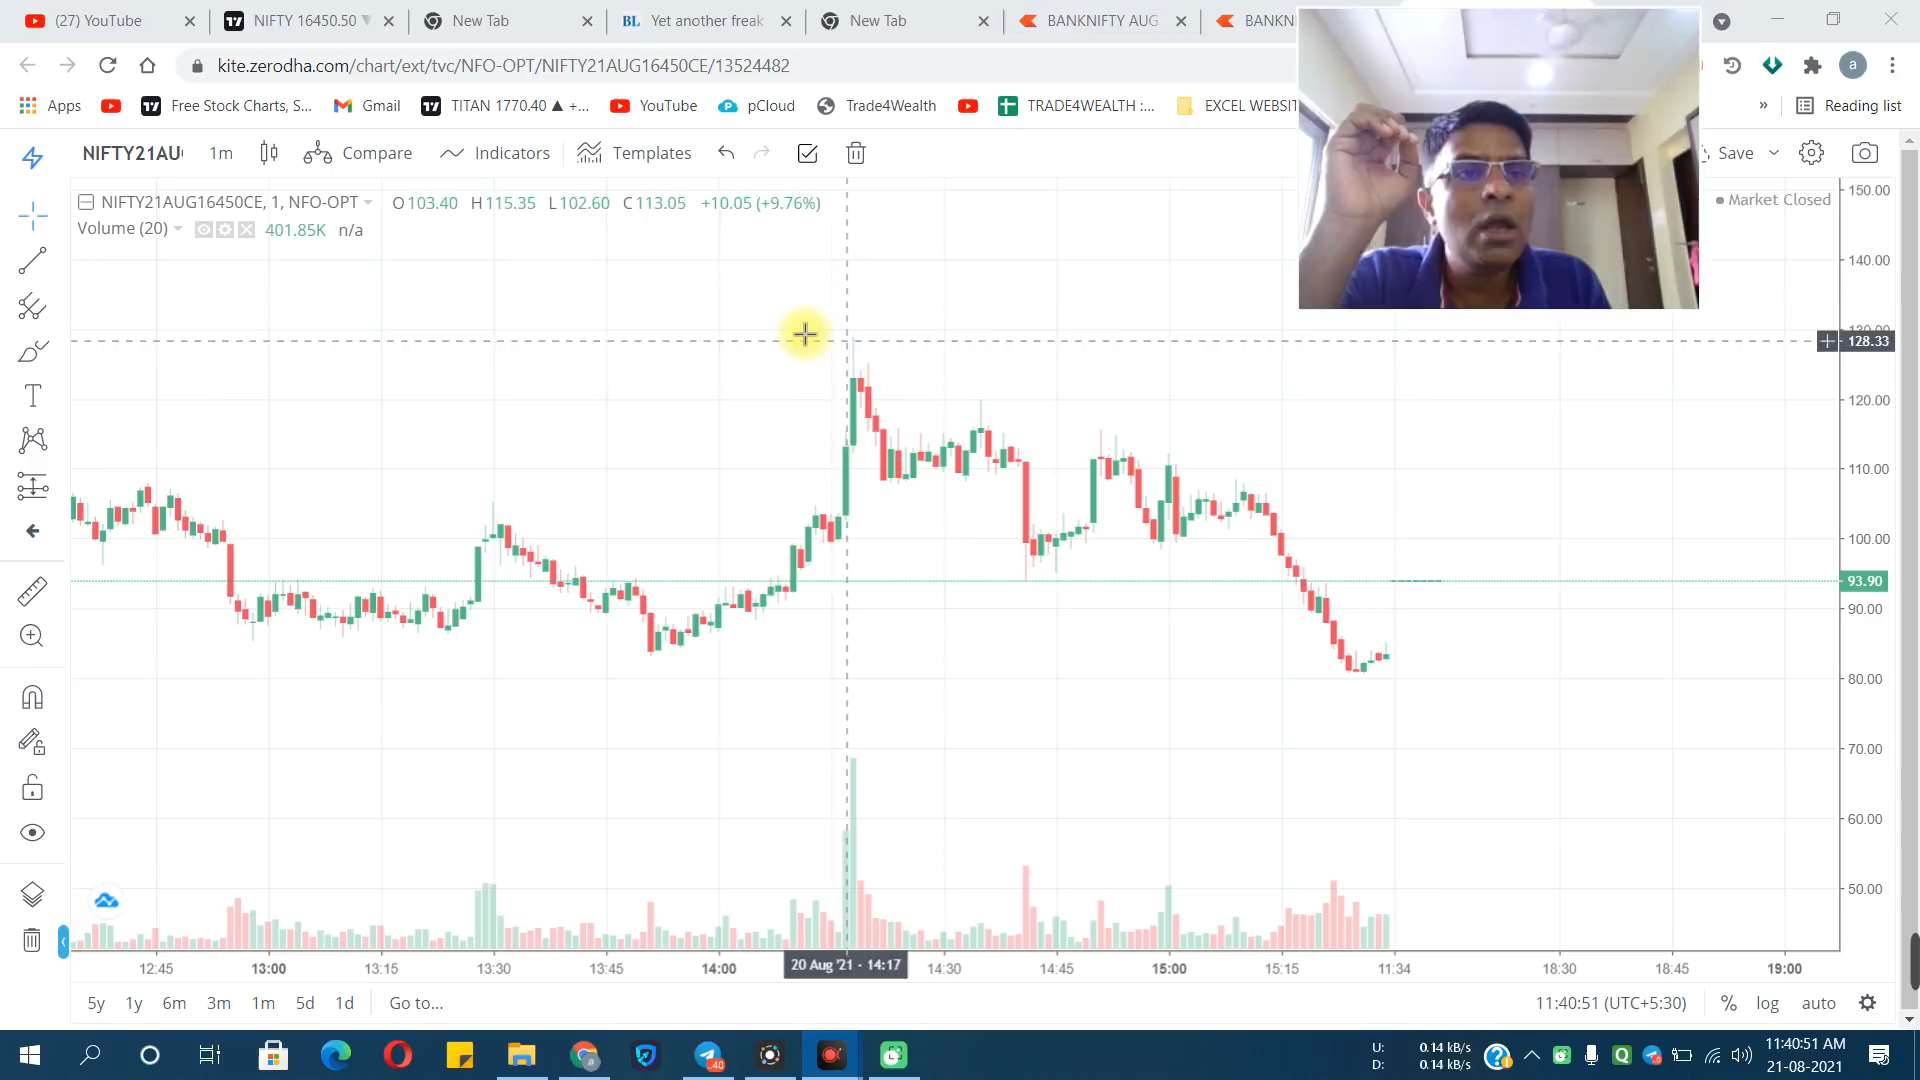 (27) YouTube
NIFTY 16450.50
New Tab
BL Yet another freak
New Tab
BANKNIFTY AUG
BANKN
kite.zerodha.com/chart/ext/tvc/NFO-OPT/NIFTY21AUG16450CE/13524482
a
Apps
Free Stock Charts, S...
Gmail
TITAN 1770.40 ▲ +...
YouTube
pCloud
Trade4Wealth
TRADE4WEALTH :...
EXCEL WEBSIT
»
Reading list
NIFTY21AU
1m
Compare
Indicators
Templates
Save
NIFTY21AUG16450CE, 1, NFO-OPT
O 103.40 H 115.35 L 102.60 C 113.05 +10.05 (+9.76%)
Volume (20)
401.85K n/a
Market Closed
150.00
140.00
128.33
120.00
110.00
100.00
93.90
90.00
80.00
70.00
60.00
50.00
12:45
13:00
13:15
13:30
13:45
14:00
20 Aug '21 - 14:17
14:30
14:45
15:00
15:15
11:34
18:30
18:45
19:00
5y 1y 6m 3m 1m 5d 1d Go to...
11:40:51 (UTC+5:30) % log auto
U: 0.14 kB/s
D: 0.14 kB/s
11:40:51 AM
21-08-2021